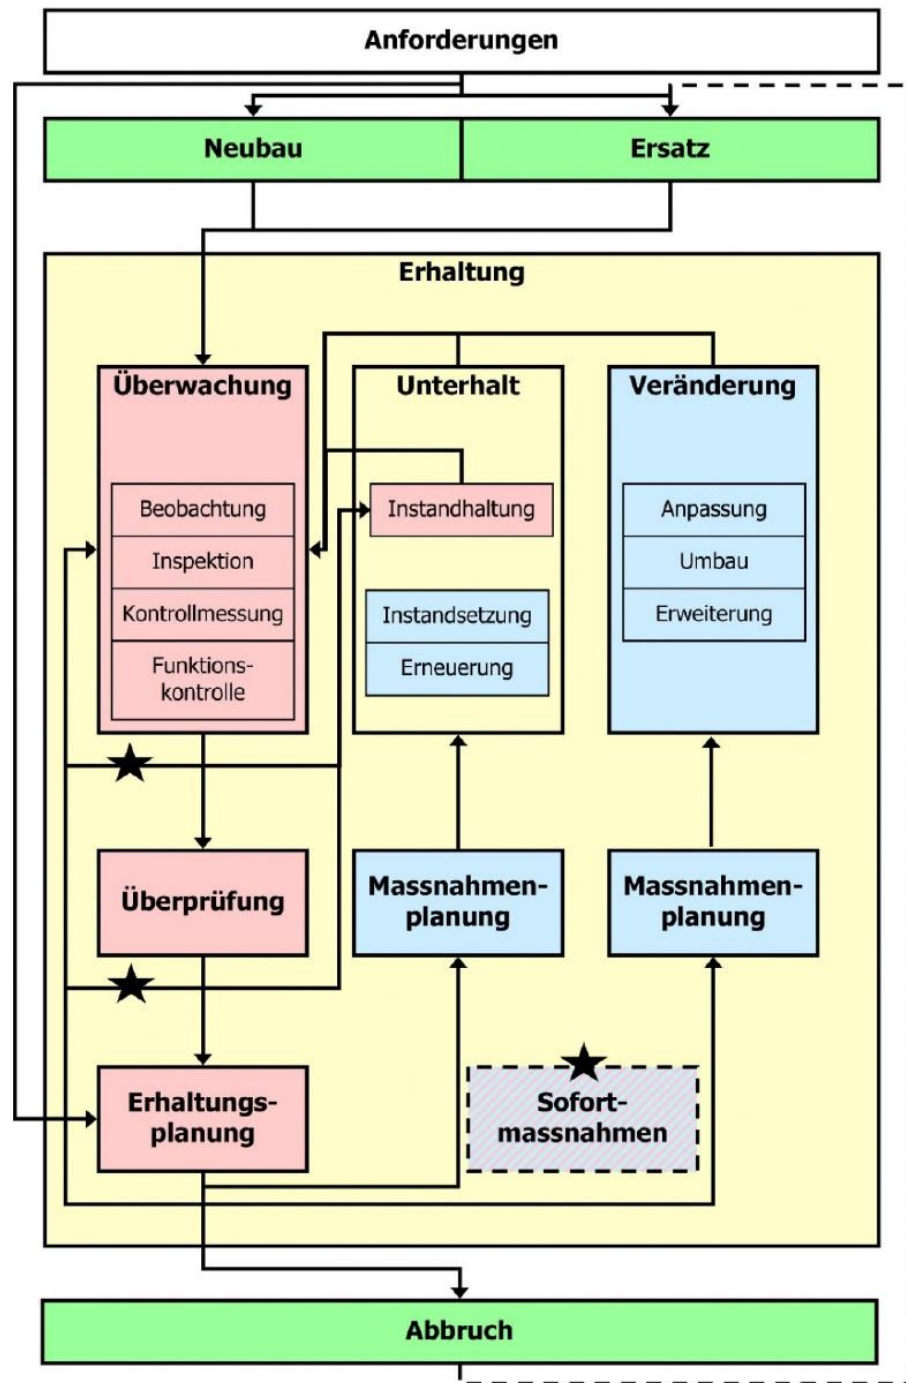 Anforderungen
Neubau
Ersatz
Erhaltung
Überwachung
Beobachtung
Inspektion
Kontrollmessung
Funktions-
kontrolle
Unterhalt
Instandhaltung
Instandsetzung
Erneuerung
Veränderung
Anpassung
Umbau
Erweiterung
Überprüfung
Massnahmen-
planung
Massnahmen-
planung
Erhaltungs-
planung
Sofort-
massnahmen
Abbruch